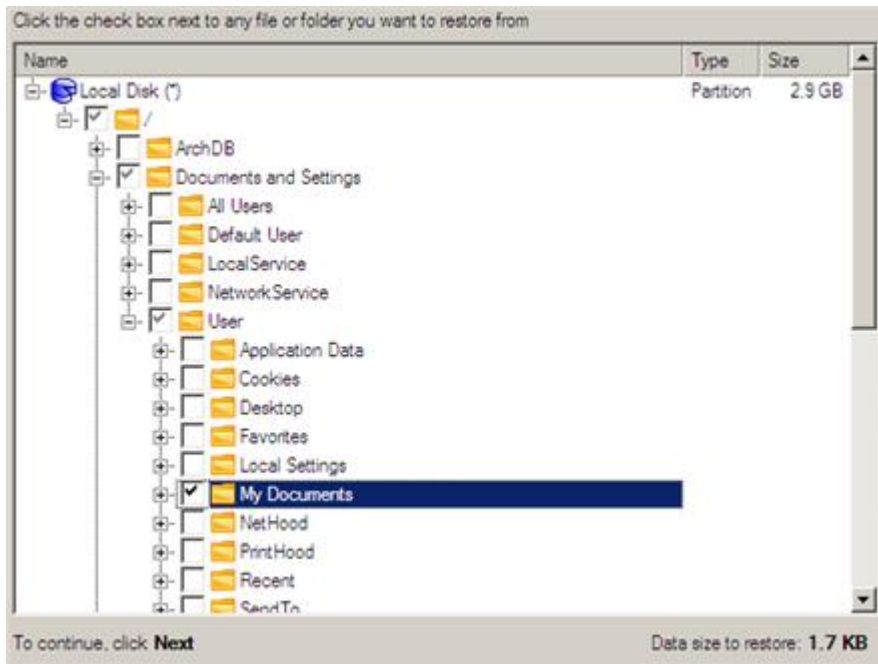 Click the check box next to any file or folder you want to restore from
Name Type Size
Local Disk (*) Partition 2.9 GB
/
ArchDB
Documents and Settings
All Users
Default User
LocalService
NetworkService
User
Application Data
Cookies
Desktop
Favorites
Local Settings
My Documents
NetHood
PrintHood
Recent
SendTo
To continue, click Next Data size to restore: 1.7 KB